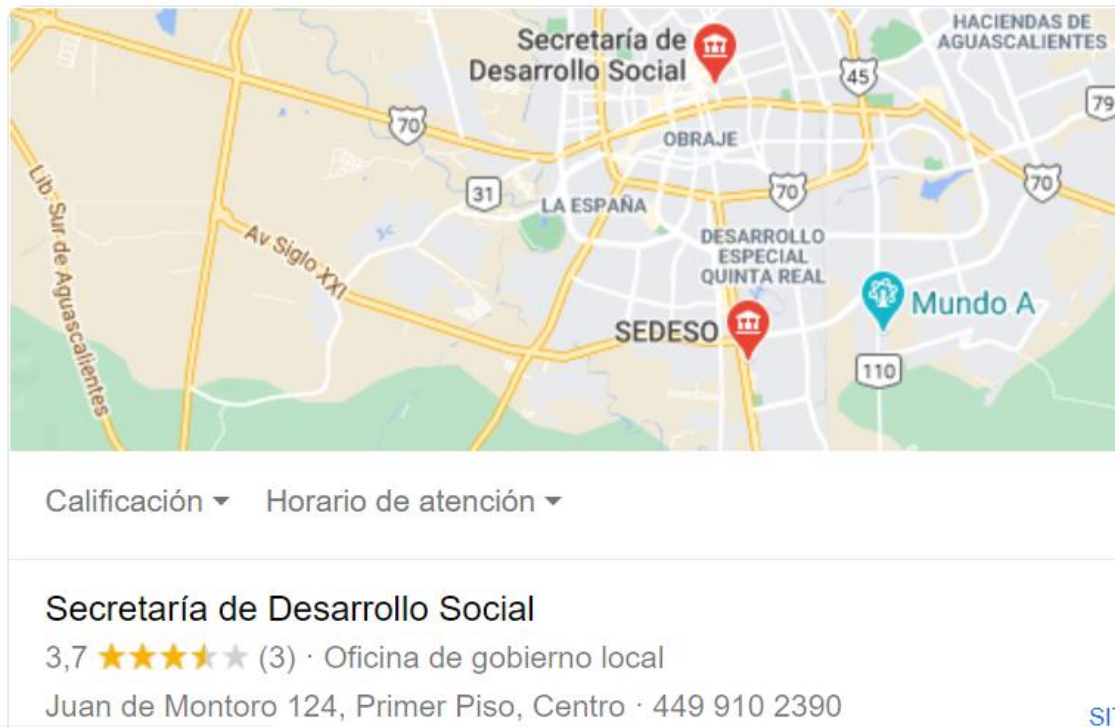 HACIENDAS DE
AGUASCALIENTES
Secretaría de
Desarrollo Social
45
79
70
OBRAJE
31
LA ESPAÑA
70
70
Lib. Sur de Aguascalientes
Av Siglo XXI
DESARROLLO
ESPECIAL
QUINTA REAL
Mundo A
SEDESO
110
Calificación
Horario de atención
Secretaría de Desarrollo Social
3,7 (3) · Oficina de gobierno local
Juan de Montoro 124, Primer Piso, Centro · 449 910 2390